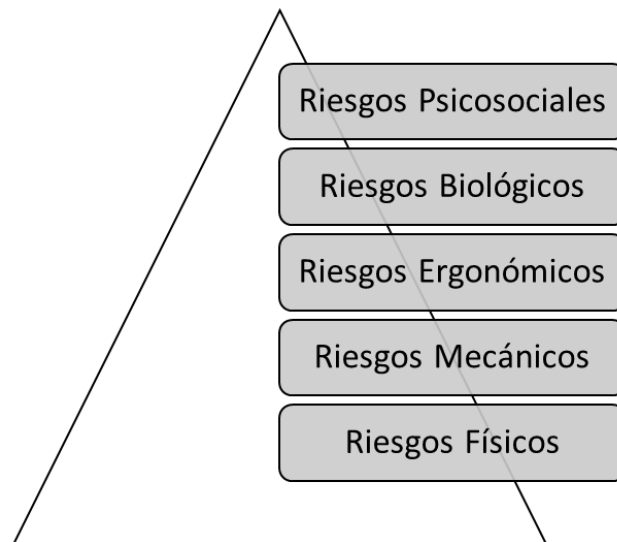 Riesgos Psicosociales
Riesgos Biológicos
Riesgos Ergonómicos
Riesgos Mecánicos
Riesgos Físicos